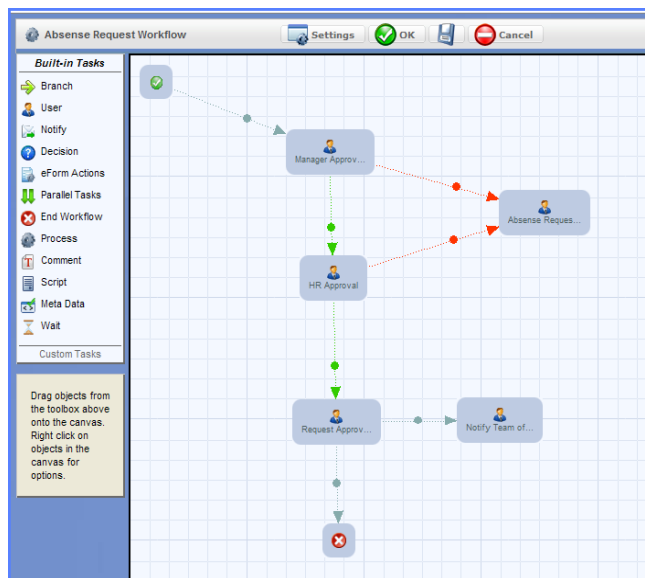 Absense Request Workflow
Settings
OK
Cancel
Built-in Tasks
Branch
User
Notify
Decision
eForm Actions
Parallel Tasks
End Workflow
Process
Comment
Script
Meta Data
Wait
Custom Tasks
Drag objects from
the toolbox above
onto the canvas.
Right click on
objects in the
canvas for
options.
Manager Approv...
Absense Reques...
HR Approval
Request Approv...
Notify Team of...